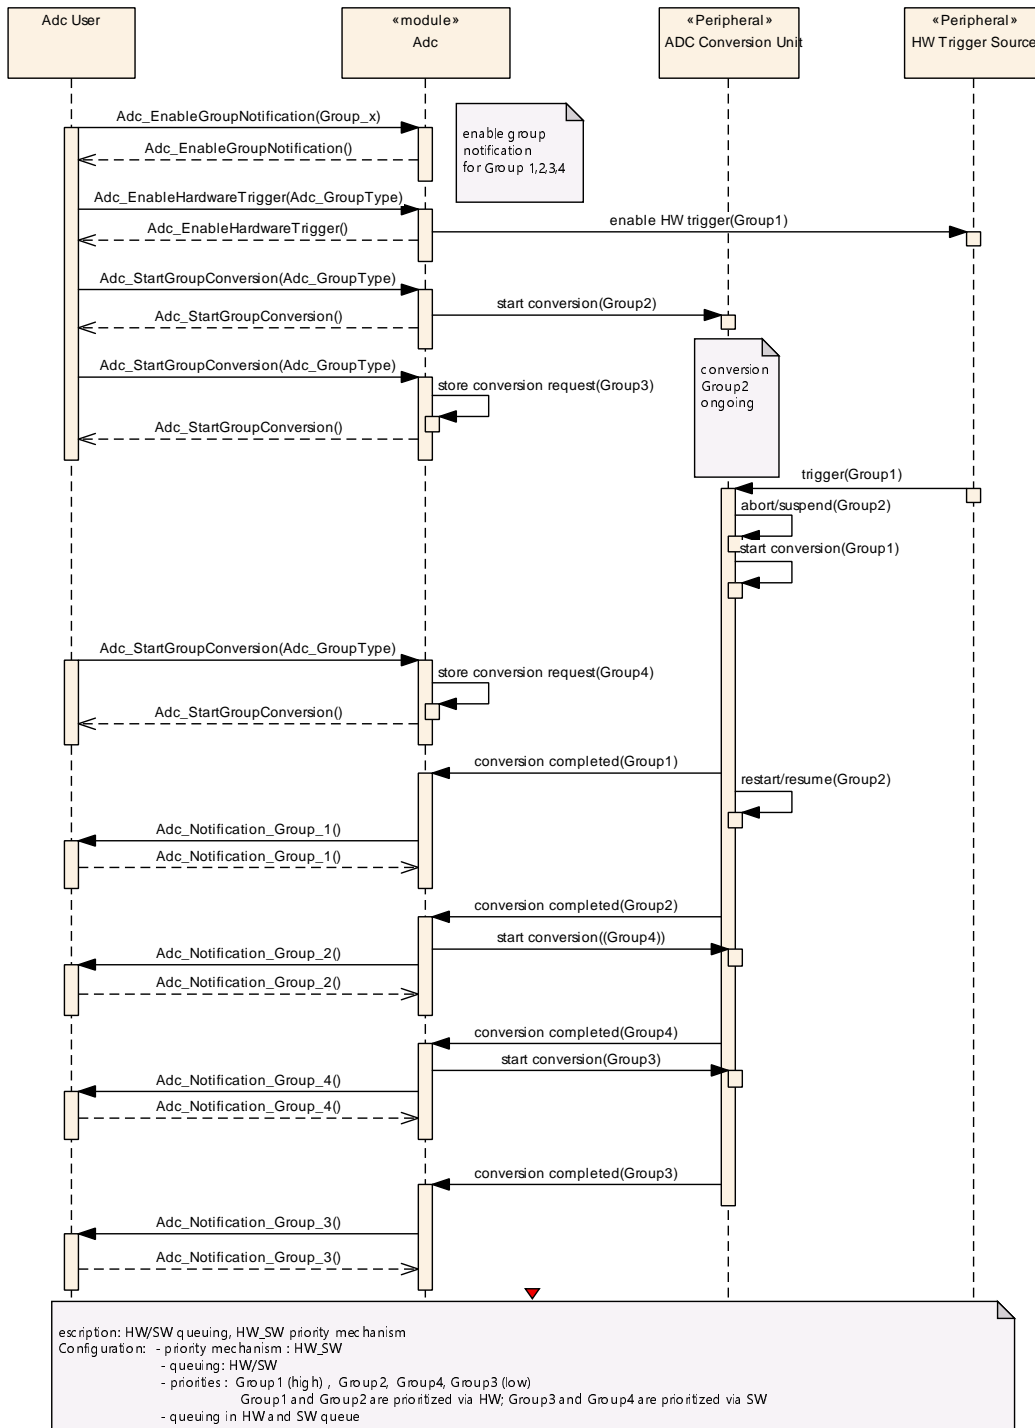 Adc User
«module»
Adc
«Peripheral»
ADC Conversion Unit
«Peripheral»
HW Trigger Source
Adc_EnableGroupNotification(Group_x)
enable group
notification
for Group 1,2,3,4
Adc_EnableGroupNotification()
Adc_EnableHardwareTrigger(Adc_GroupType)
enable HW trigger(Group1)
Adc_EnableHardwareTrigger()
Adc_StartGroupConversion(Adc_GroupType)
start conversion(Group2)
Adc_StartGroupConversion()
Adc_StartGroupConversion(Adc_GroupType)
conversion
Group2
ongoing
store conversion request(Group3)
Adc_StartGroupConversion()
trigger(Group1)
abort/suspend(Group2)
start conversion(Group1)
Adc_StartGroupConversion(Adc_GroupType)
store conversion request(Group4)
Adc_StartGroupConversion()
conversion completed(Group1)
restart/resume(Group2)
Adc_Notification_Group_1()
Adc_Notification_Group_1()
conversion completed(Group2)
start conversion((Group4))
Adc_Notification_Group_2()
Adc_Notification_Group_2()
conversion completed(Group4)
start conversion(Group3)
Adc_Notification_Group_4()
Adc_Notification_Group_4()
conversion completed(Group3)
Adc_Notification_Group_3()
Adc_Notification_Group_3()
escription: HW/SW queuing, HW_SW priority mechanism
Configuration: - priority mechanism : HW_SW
- queuing: HW/SW
- priorities : Group1 (high) , Group2, Group4, Group3 (low)
Group1 and Group2 are prioritized via HW; Group3 and Group4 are prioritized via SW
- queuing in HW and SW queue